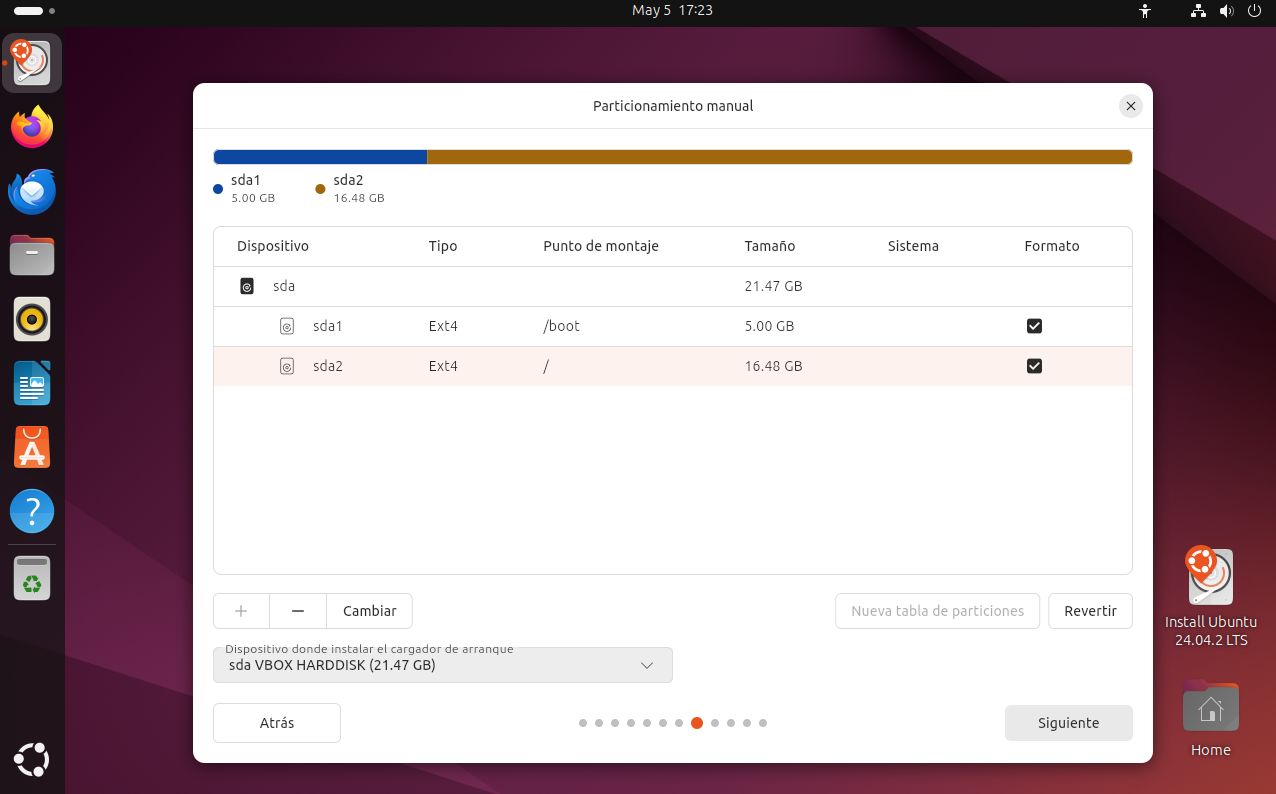 May 5 17:23
Particionamiento manual
sda1
5.00 GB
sda2
16.48 GB
Dispositivo Tipo Punto de montaje Tamaño Sistema Formato
sda 21.47 GB
sda1 Ext4 /boot 5.00 GB
sda2 Ext4 / 16.48 GB
Cambiar
Nueva tabla de particiones
Revertir
Dispositivo donde instalar el cargador de arranque
sda VBOX HARDDISK (21.47 GB)
Atrás
Siguiente
Install Ubuntu
24.04.2 LTS
Home